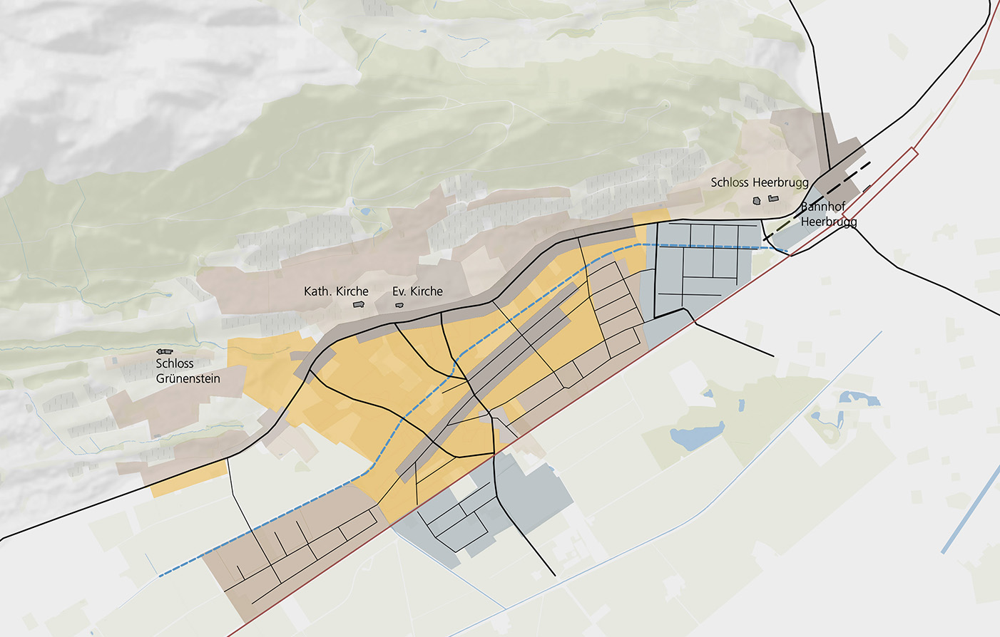 Schloss Heerbrugg
Bahnhof
Heerbrugg
Kath. Kirche
Ev. Kirche
Schloss
Grünenstein